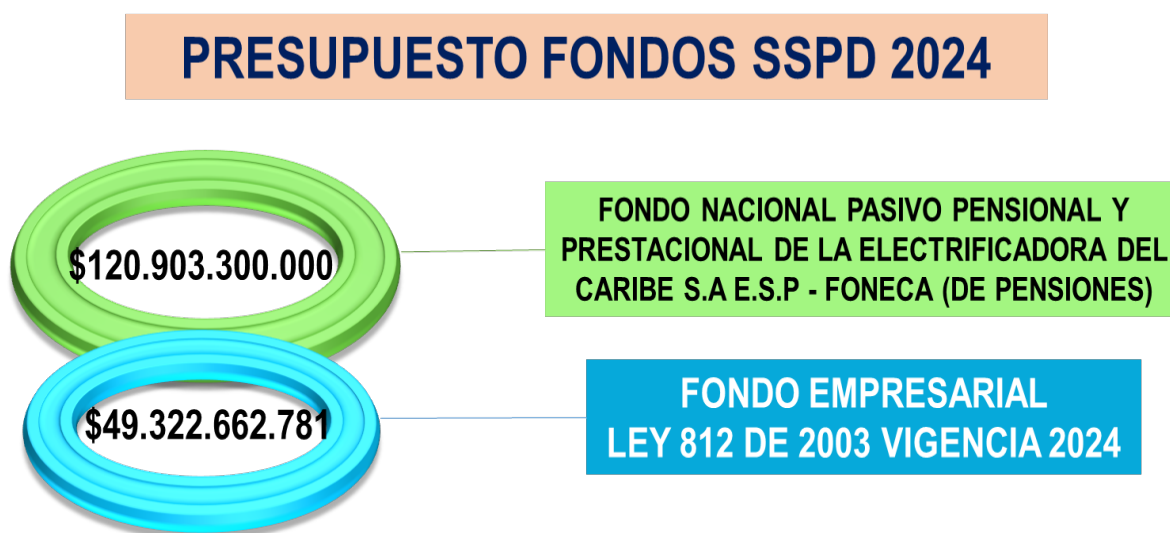 PRESUPUESTO FONDOS SSPD 2024
$120.903.300.000
FONDO NACIONAL PASIVO PENSIONAL Y
PRESTACIONAL DE LA ELECTRIFICADORA DEL
CARIBE S.A E.S.P - FONECA (DE PENSIONES)
$49.322.662.781
FONDO EMPRESARIAL
LEY 812 DE 2003 VIGENCIA 2024